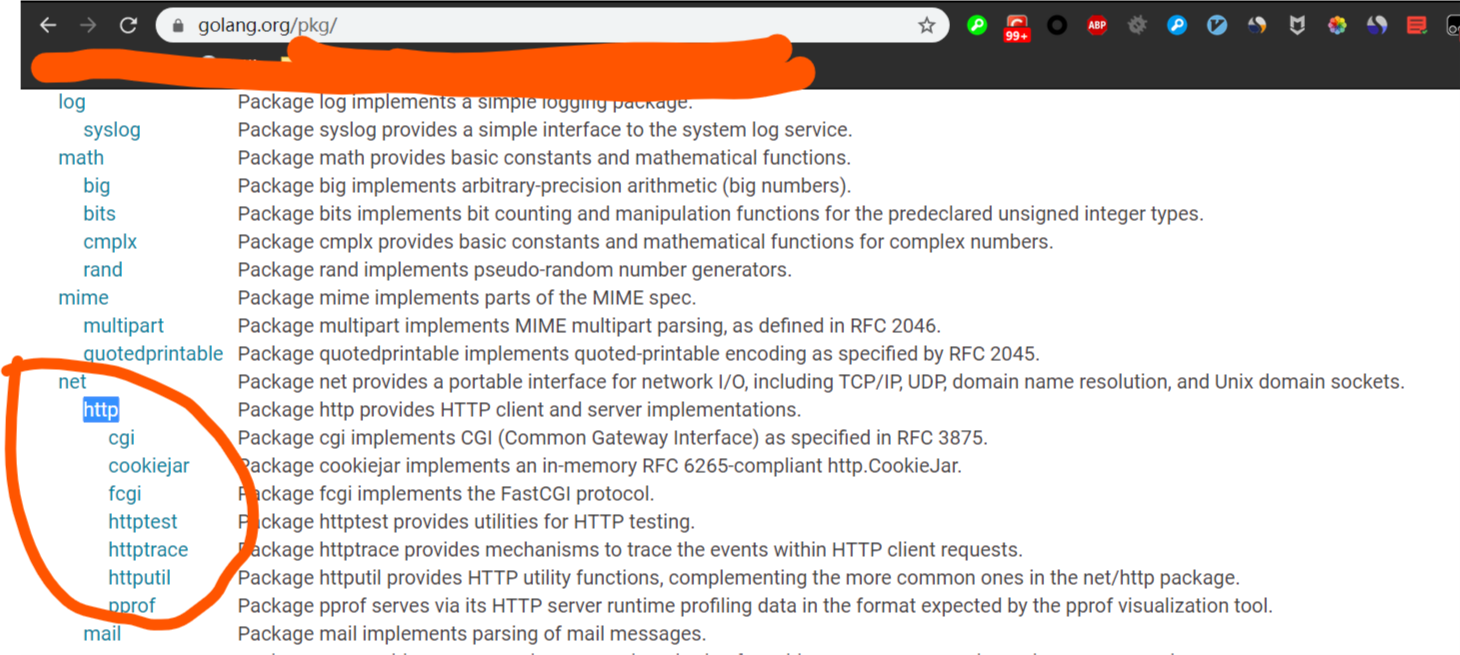 golang.org/pkg/
ABP
99+
log Package log implements a simple logging package.
syslog Package syslog provides a simple interface to the system log service.
math Package math provides basic constants and mathematical functions.
big Package big implements arbitrary-precision arithmetic (big numbers).
bits Package bits implements bit counting and manipulation functions for the predeclared unsigned integer types.
cmplx Package cmplx provides basic constants and mathematical functions for complex numbers.
rand Package rand implements pseudo-random number generators.
mime Package mime implements parts of the MIME spec.
multipart Package multipart implements MIME multipart parsing, as defined in RFC 2046.
quotedprintable Package quotedprintable implements quoted-printable encoding as specified by RFC 2045.
net Package net provides a portable interface for network I/O, including TCP/IP, UDP, domain name resolution, and Unix domain sockets.
http Package http provides HTTP client and server implementations.
cgi Package cgi implements CGI (Common Gateway Interface) as specified in RFC 3875.
cookiejar Package cookiejar implements an in-memory RFC 6265-compliant http.CookieJar.
fcgi Package fcgi implements the FastCGI protocol.
httptest Package httptest provides utilities for HTTP testing.
httptrace Package httptrace provides mechanisms to trace the events within HTTP client requests.
httputil Package httputil provides HTTP utility functions, complementing the more common ones in the net/http package.
pprof Package pprof serves via its HTTP server runtime profiling data in the format expected by the pprof visualization tool.
mail Package mail implements parsing of mail messages.